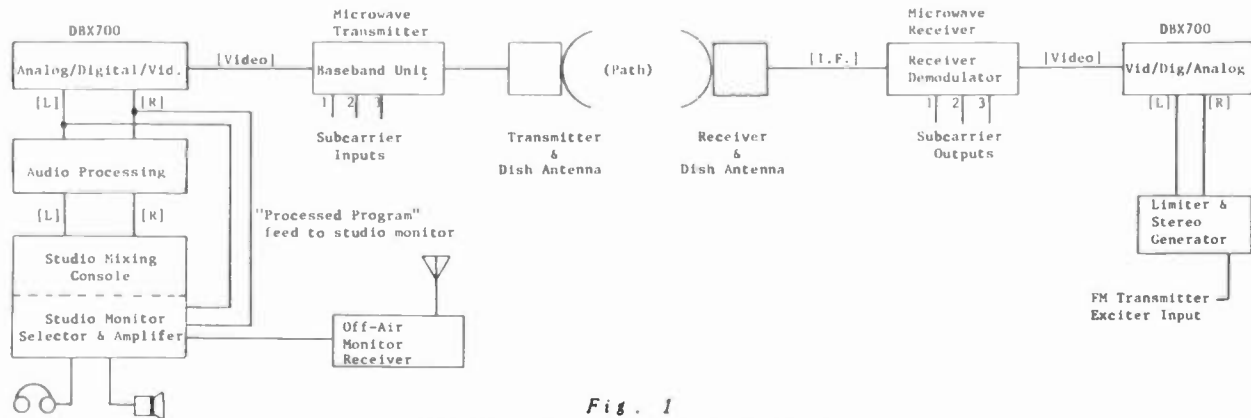 DBX700
Analog/Digital/Vid.
[L]
[R]
Audio Processing
[L]
[R]
Studio Mixing
Console
Studio Monitor
Selector & Amplifer
"Processed Program"
feed to studio monitor
Off-Air
Monitor
Receiver
[Video]
Microwave
Transmitter
Baseband Unit
1 2 3
Subcarrier
Inputs
Transmitter
&
Dish Antenna
(Path)
Receiver
&
Dish Antenna
[I.F.]
Microwave
Receiver
Receiver
Demodulator
1 2 3
Subcarrier
Outputs
[Video]
DBX700
Vid/Dig/Analog
[L]
[R]
Limiter &
Stereo
Generator
FM Transmitter
Exciter Input
Fig. 1